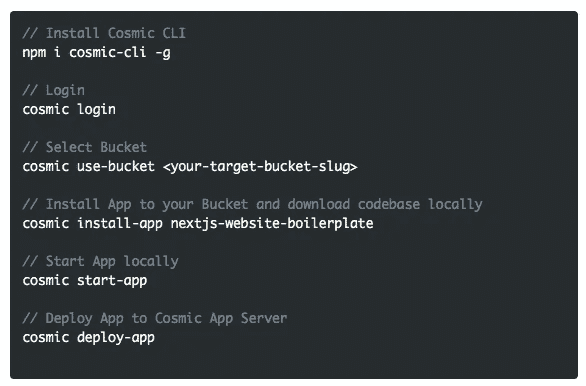 // Install Cosmic CLI
npm i cosmic-cli -g
// Login
cosmic login
// Select Bucket
cosmic use-bucket <your-target-bucket-slug>
// Install App to your Bucket and download codebase locally
cosmic install-app nextjs-website-boilerplate
// Start App locally
cosmic start-app
// Deploy App to Cosmic App Server
cosmic deploy-app